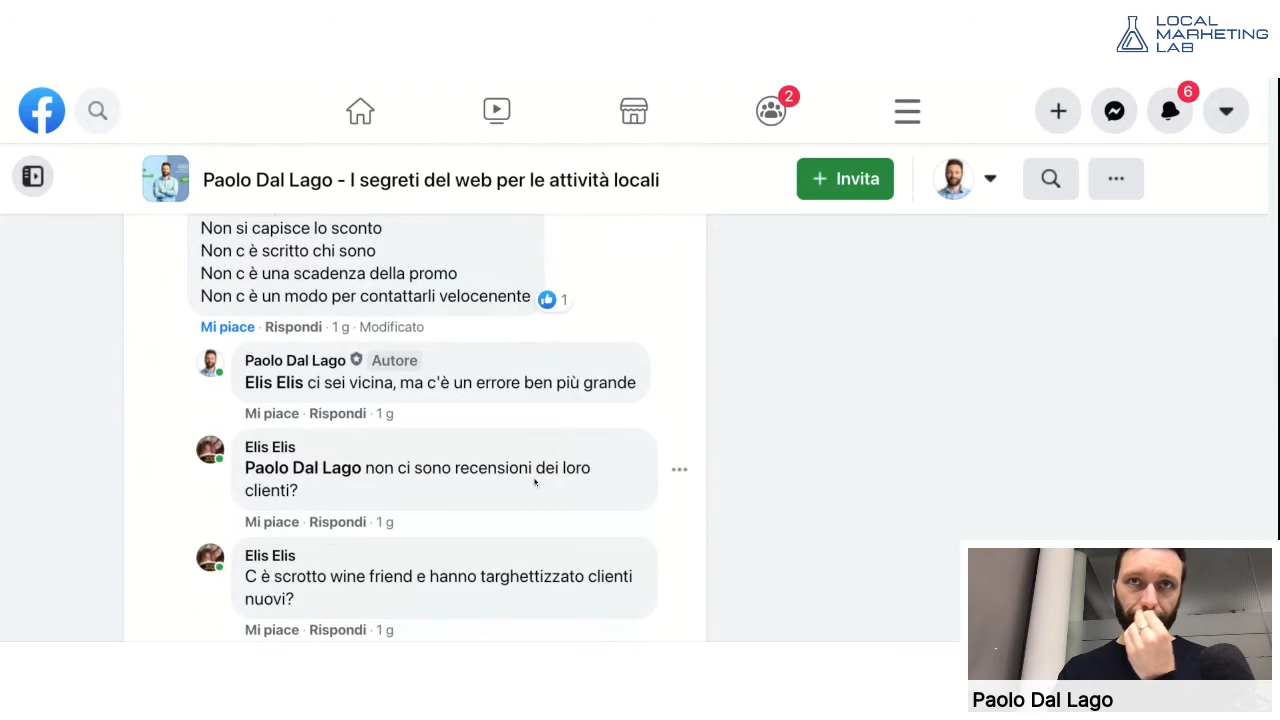 LOCAL
MARKETING
LAB
2
6
Paolo Dal Lago - I segreti del web per le attività locali
+ Invita
Non si capisce lo sconto
Non c è scritto chi sono
Non c è una scadenza della promo
Non c è un modo per contattarli velocenente
1
Mi piace · Rispondi · 1 g · Modificato
Paolo Dal Lago Autore
Elis Elis ci sei vicina, ma c'è un errore ben più grande
Mi piace · Rispondi · 1 g
Elis Elis
Paolo Dal Lago non ci sono recensioni dei loro
clienti?
Mi piace · Rispondi · 1 g
Elis Elis
C è scrotto wine friend e hanno targhettizzato clienti
nuovi?
Mi piace · Rispondi · 1 g
Paolo Dal Lago